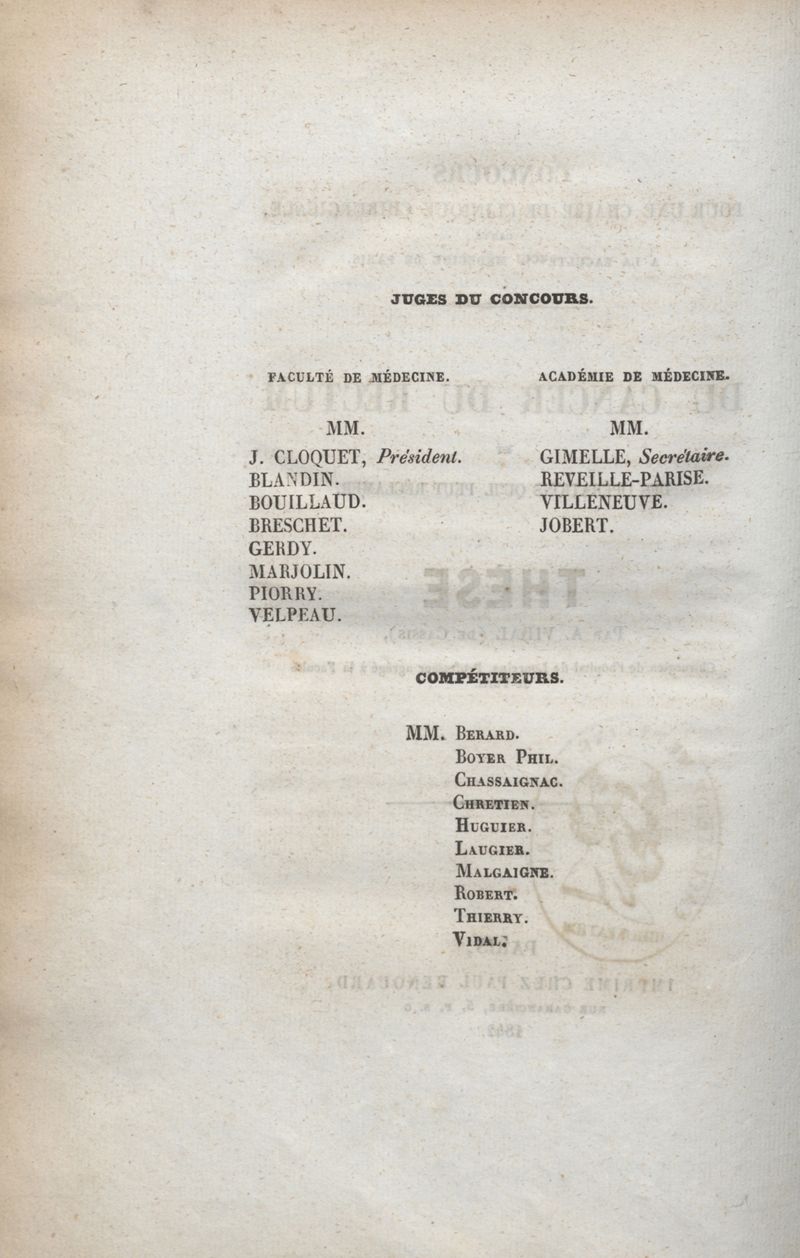 JUGES DU CONCOURS.
FACULTÉ DE MÉDECINE.
MM.
J. CLOQUET, Président.
BLANDIN.
BOUILLAUD.
BRESCHET.
GERDY.
MARJOLIN.
PIORRY.
VELPEAU.
ACADÉMIE DE MÉDECINE.
MM.
GIMELLE, Secrétaire.
REVEILLE-PARISE.
VILLENEUVE.
JOBERT.
COMPÉTITEURS.
MM. BERARD.
BOYER PHIL.
CHASSAIGNAC.
CHRETIEN.
HUGUIER.
LAUGIER.
MALGAIGNE.
ROBERT.
THIERRY.
VIDAL.